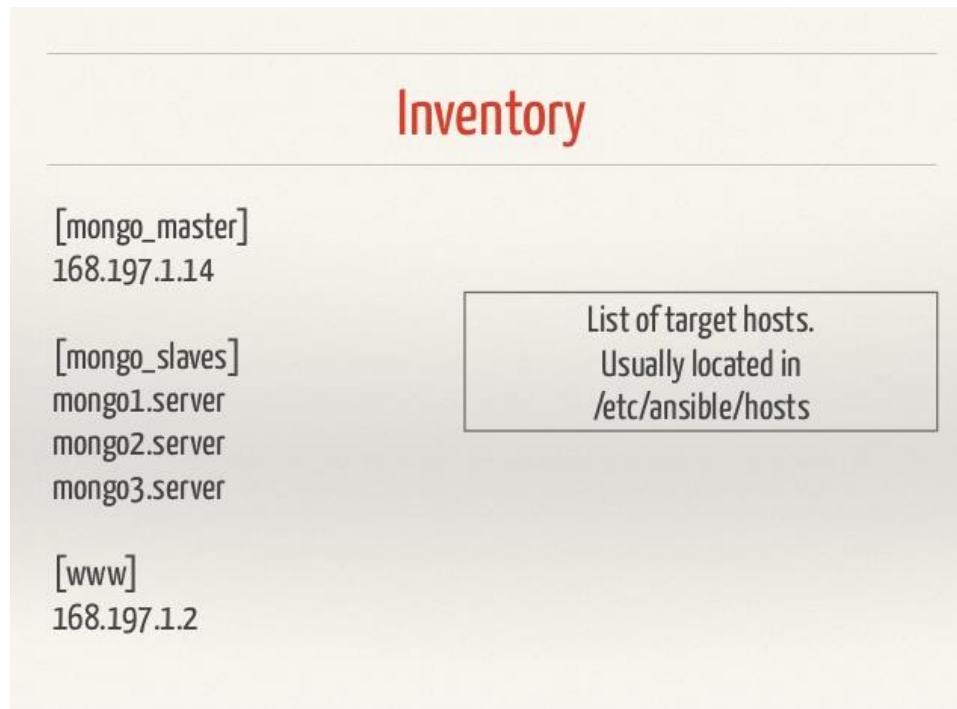 Inventory
[mongo_master]
168.197.1.14
[mongo_slaves]
mongo1.server
mongo2.server
mongo3.server
[www]
168.197.1.2
List of target hosts.
Usually located in
/etc/ansible/hosts